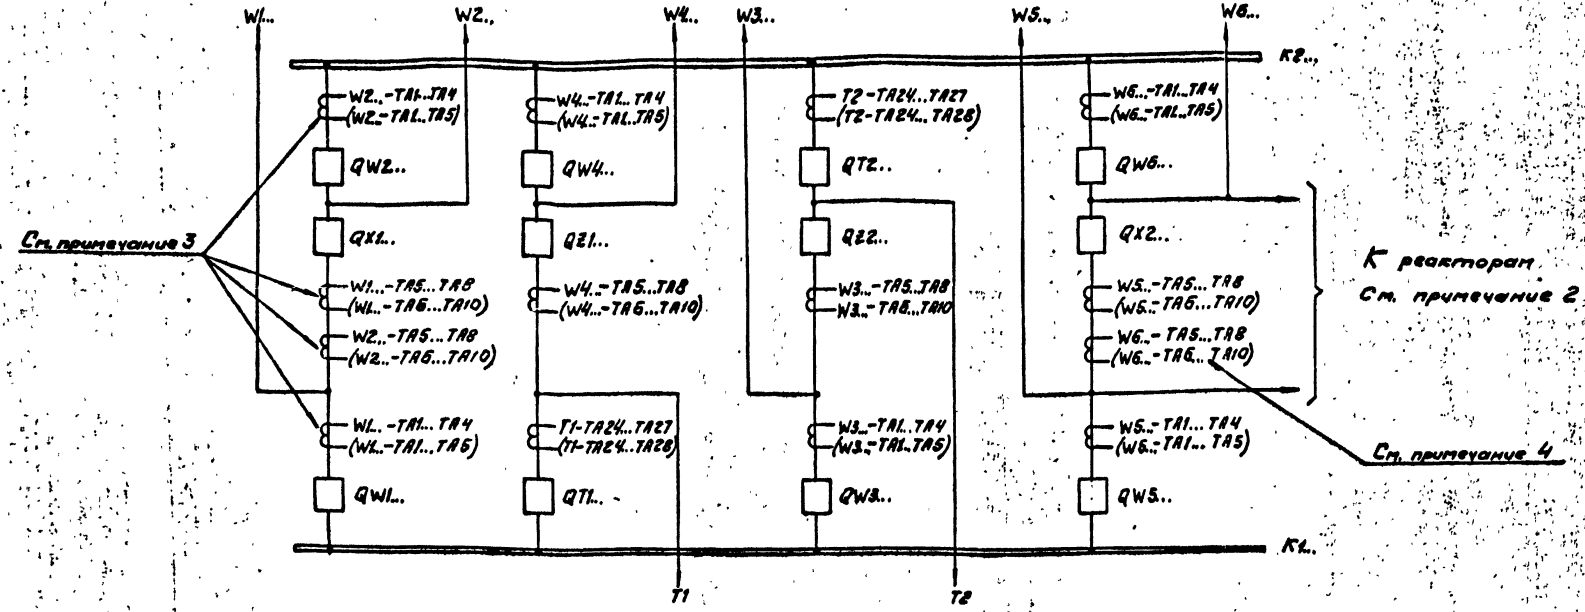 W1...
W2..,
W4...
W3...
W5..,
W6...
К2..,
W2..-TA1...TA4
(W2..-TA1...TA5)
W4...-TA1...TA4
(W4...-TA1...TA5)
T2-TA24...TA27
(T2-TA24...TA28)
W6...-TA1...TA4
(W6...-TA1...TA5)
QW2...
QW4...
QT2...
QW6...
См. примечание 3
QX1...
QZ1...
QZ2...
QX2...
К реакторам
См. примечание 2
W1...-TA5...TA8
(W1...-TA6...TA10)
W4...-TA5...TA8
(W4...-TA6...TA10)
W3...-TA5...TA8
W3...-TA6...TA10
W5...-TA5...TA8
(W5...-TA6...TA10)
W2..-TA5...TA8
(W2..-TA6...TA10)
W6...-TA5...TA8
(W6...-TA6...TA10)
W1...-TA1...TA4
(W1...-TA1...TA5)
T1-TA24...TA27
(T1-TA24...TA28)
W3...-TA1...TA4
(W3...-TA1...TA5)
W5...-TA1...TA4
(W5...-TA1...TA5)
См. примечание 4
QW1...
QT1...
QW3...
QW5...
К1...
T1
T2